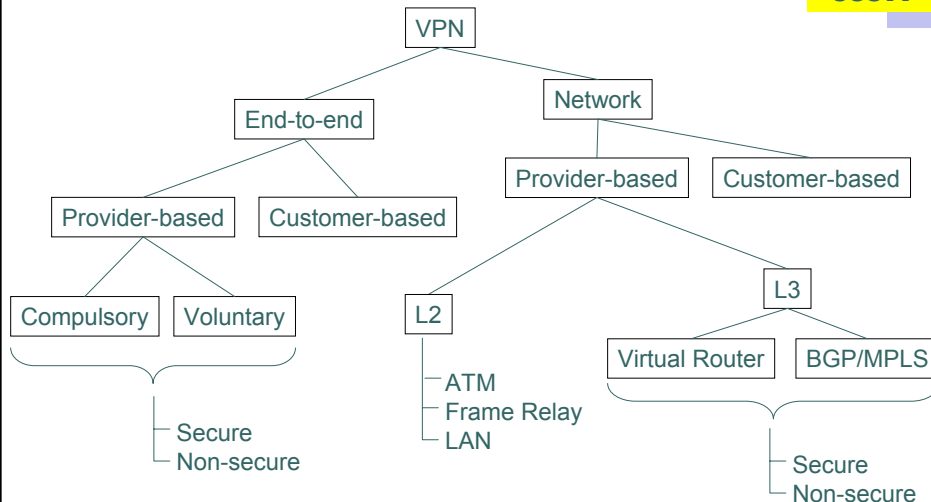 VPN
End-to-end
Network
Provider-based
Customer-based
Provider-based
Customer-based
Compulsory
Voluntary
L2
L3
Virtual Router
BGP/MPLS
ATM
Frame Relay
LAN
Secure
Non-secure
Secure
Non-secure